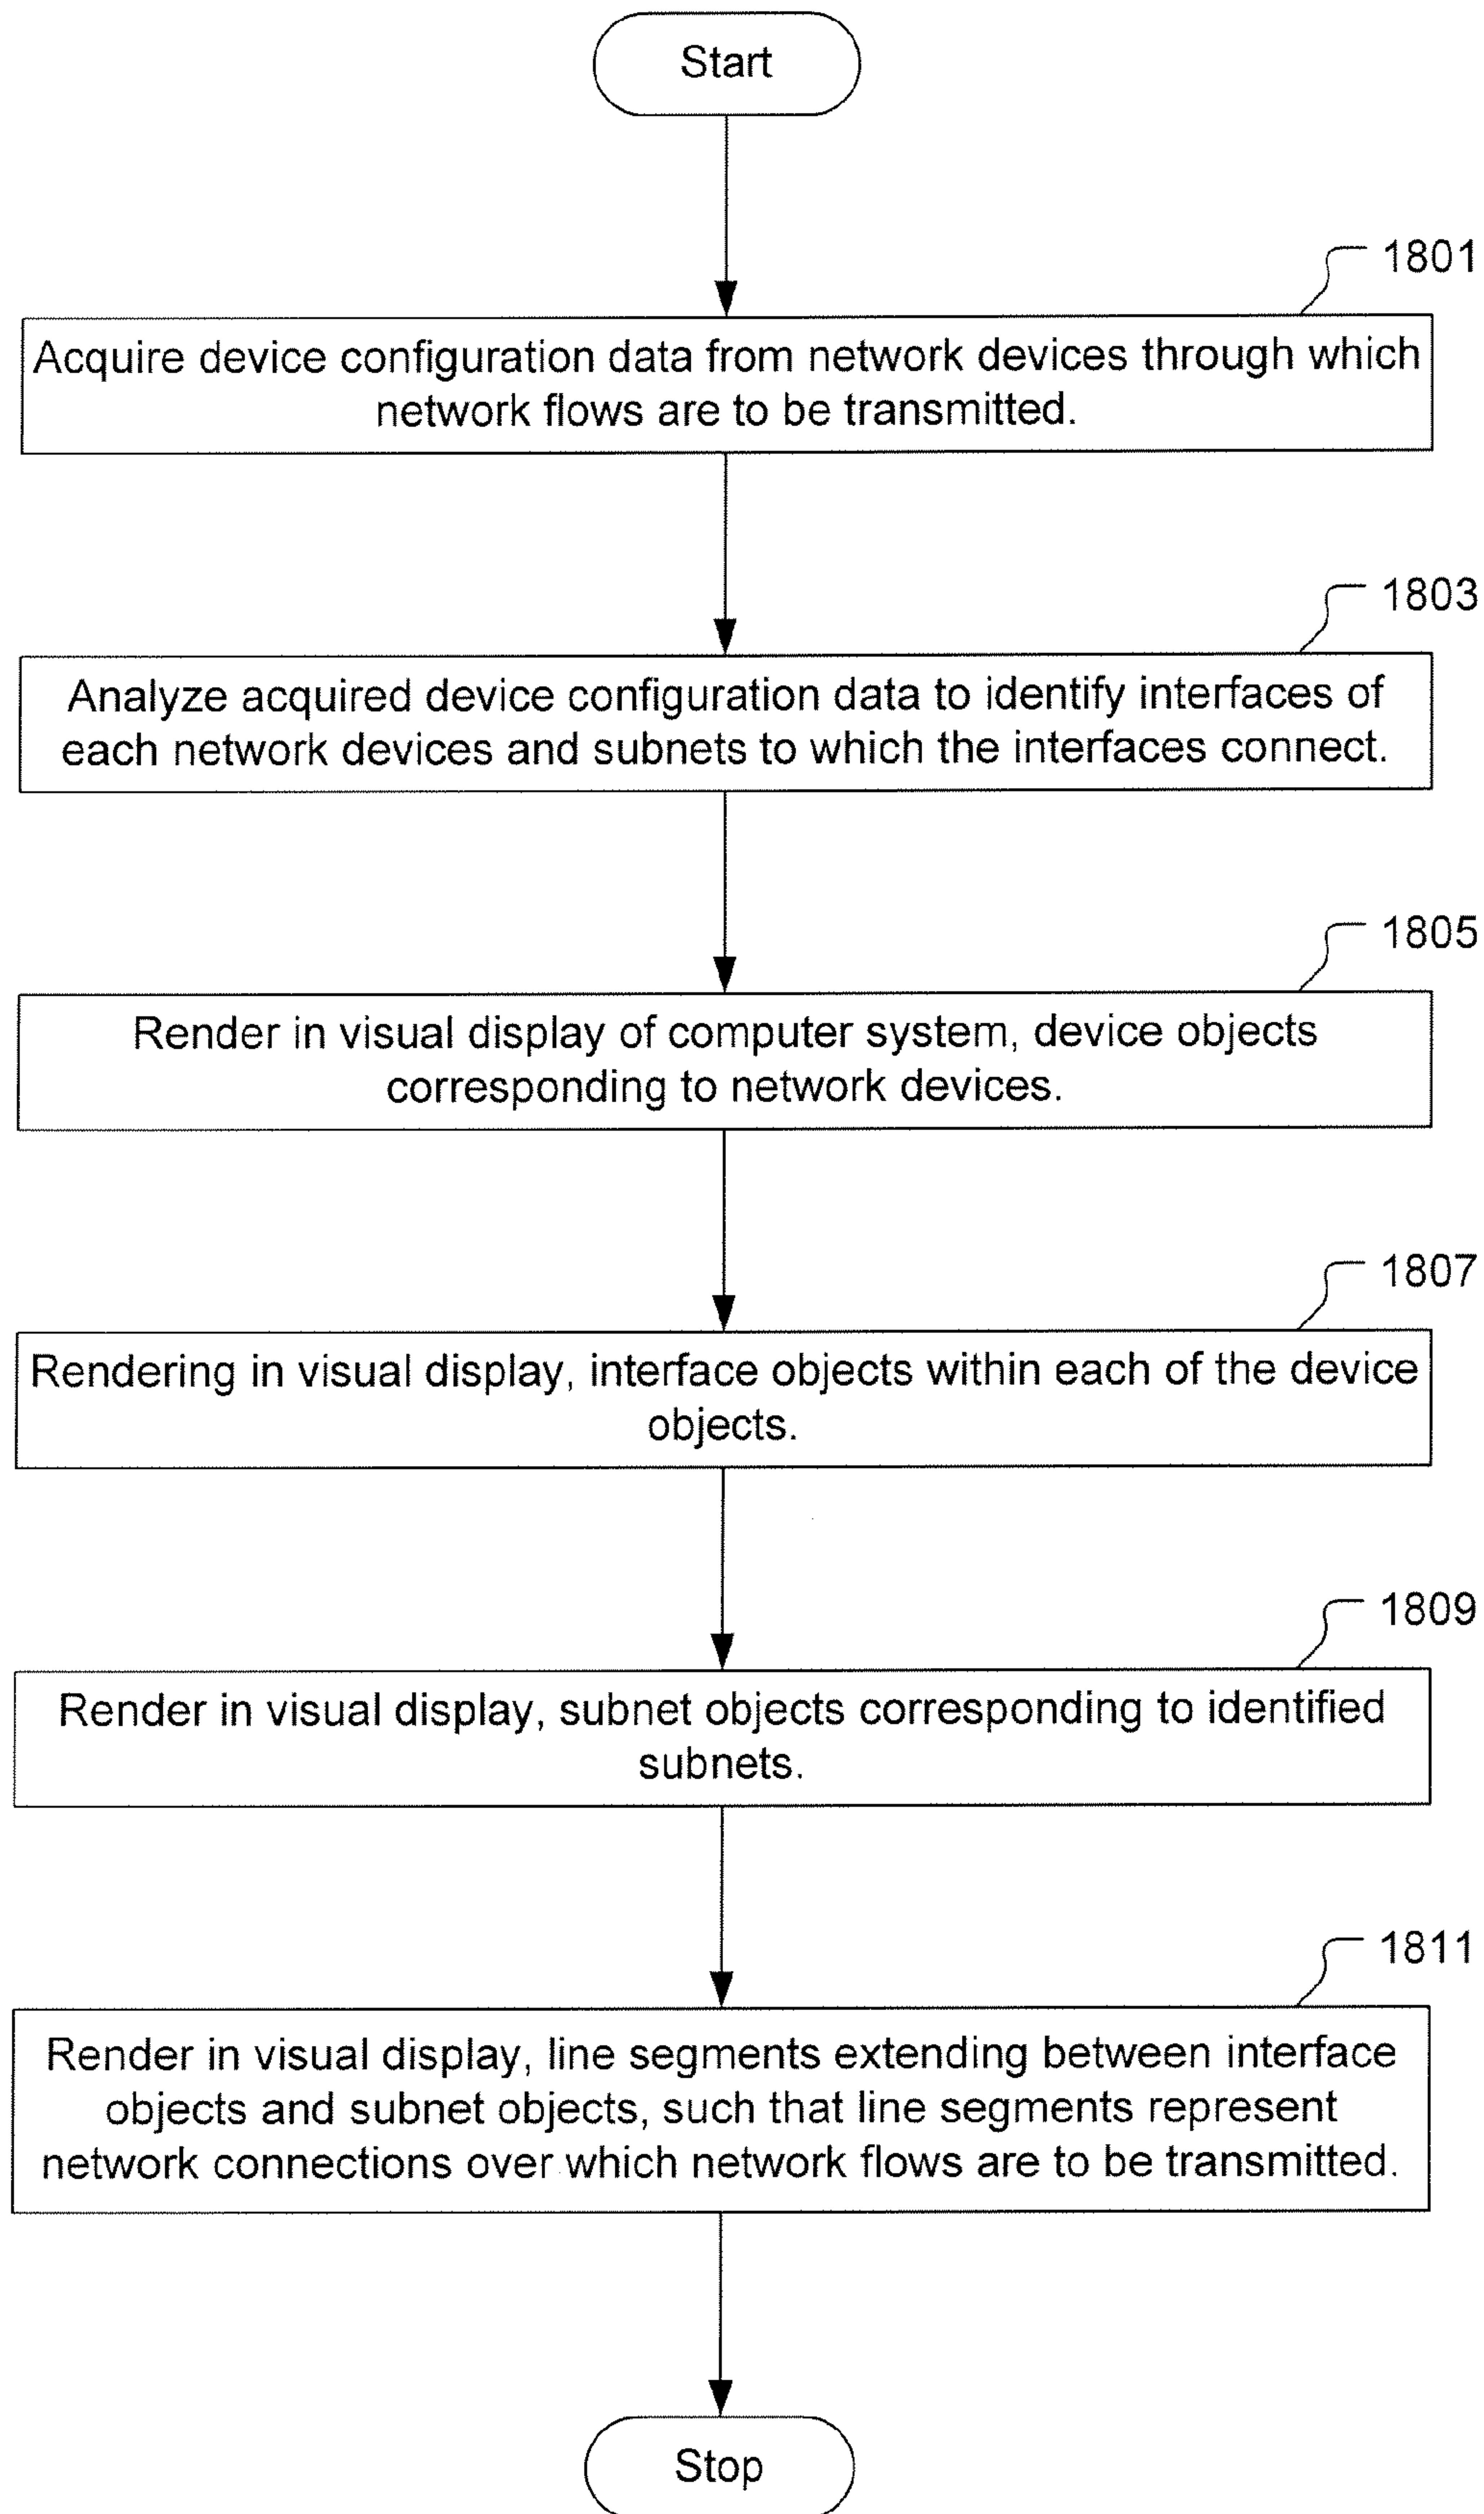 Start
1801
Acquire device configuration data from network devices through which
network flows are to be transmitted.
1803
Analyze acquired device configuration data to identify interfaces of
each network devices and subnets to which the interfaces connect.
1805
Render in visual display of computer system, device objects
corresponding to network devices.
1807
Rendering in visual display, interface objects within each of the device
objects.
1809
Render in visual display, subnet objects corresponding to identified
subnets.
1811
Render in visual display, line segments extending between interface
objects and subnet objects, such that line segments represent
network connections over which network flows are to be transmitted.
Stop